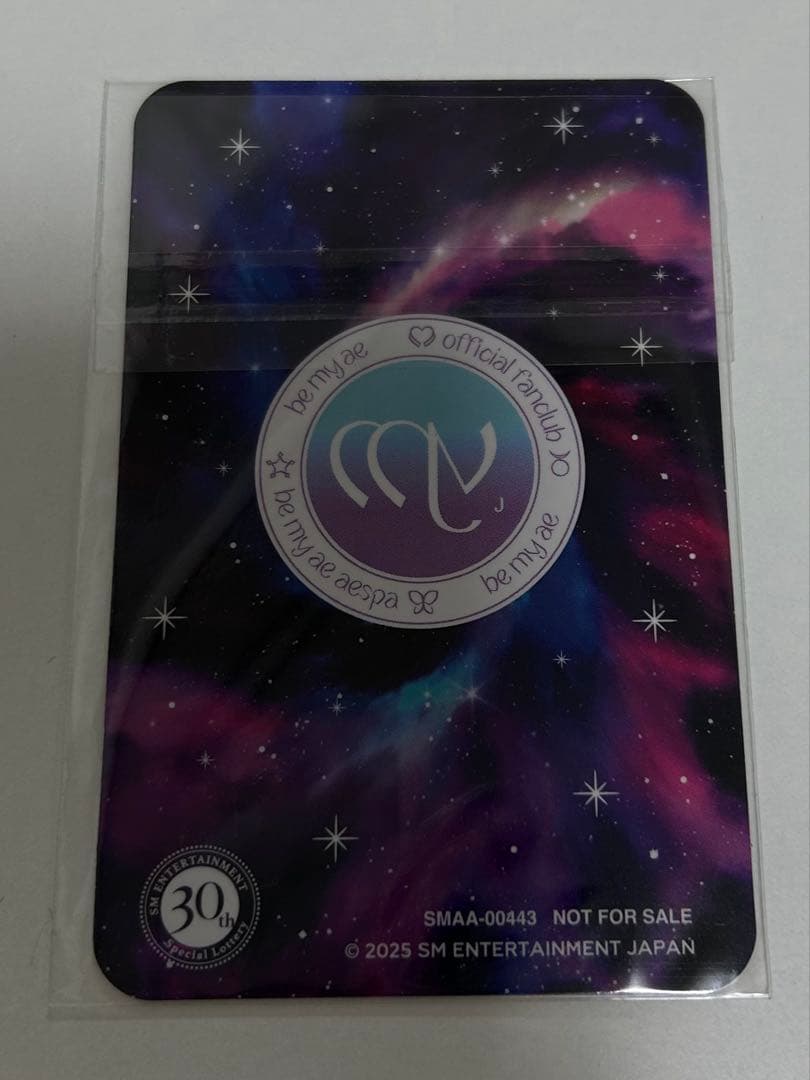 be my ae
official fanclub
be my ae aespa
be my ae
MY
J
SM ENTERTAINMENT
30th
Special Lottery
SMAA-00443 NOT FOR SALE
© 2025 SM ENTERTAINMENT JAPAN